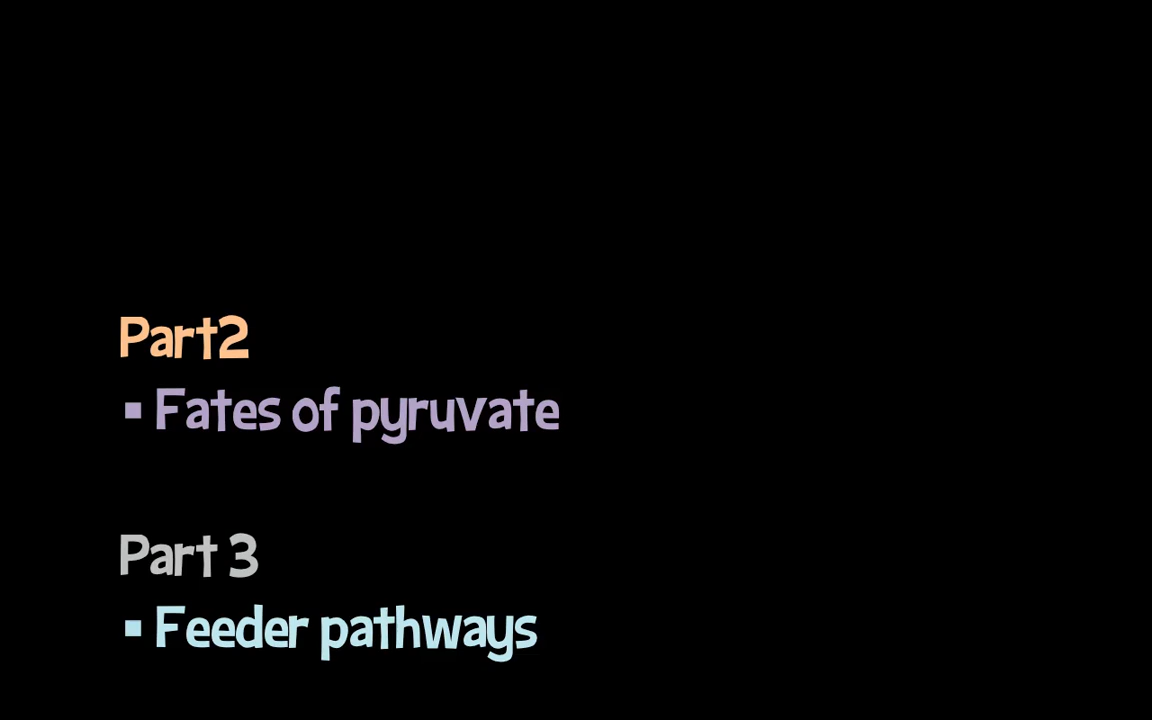 Part2
▪ Fates of pyruvate
Part 3
▪ Feeder pathways